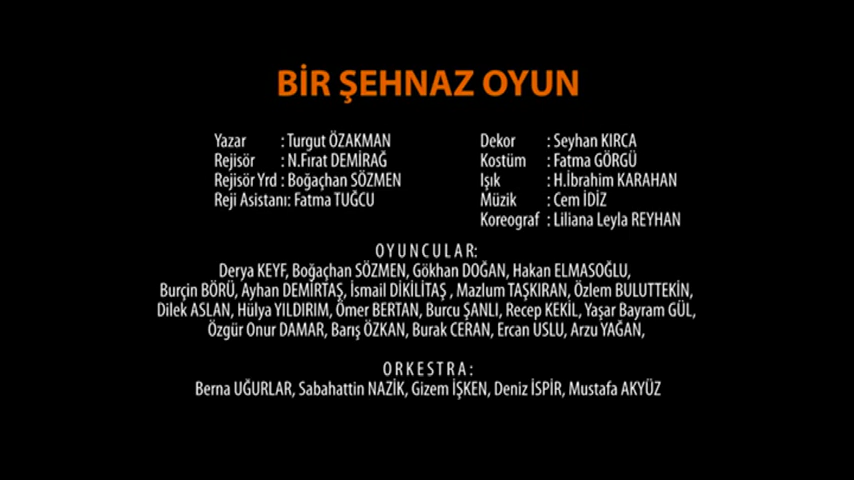 BİR ŞEHNAZ OYUN
Yazar : Turgut ÖZAKMAN
Rejisör : N.Fırat DEMİRAĞ
Rejisör Yrd : Boğaçhan SÖZMEN
Reji Asistanı: Fatma TUĞCU
Dekor : Seyhan KIRCA
Kostüm : Fatma GÖRGÜ
Işık : H.İbrahim KARAHAN
Müzik : Cem İDİZ
Koreograf : Liliana Leyla REYHAN
OYUNCULAR:
Derya KEYF, Boğaçhan SÖZMEN, Gökhan DOĞAN, Hakan ELMASOĞLU,
Burçin BÖRÜ, Ayhan DEMİRTAŞ, İsmail DİKİLİTAŞ , Mazlum TAŞKIRAN, Özlem BULUTTEKİN,
Dilek ASLAN, Hülya YILDIRIM, Ömer BERTAN, Burcu ŞANLI, Recep KEKİL, Yaşar Bayram GÜL,
Özgür Onur DAMAR, Barış ÖZKAN, Burak CERAN, Ercan USLU, Arzu YAĞAN,
ORKESTRA:
Berna UĞURLAR, Sabahattin NAZİK, Gizem İŞKEN, Deniz İSPİR, Mustafa AKYÜZ